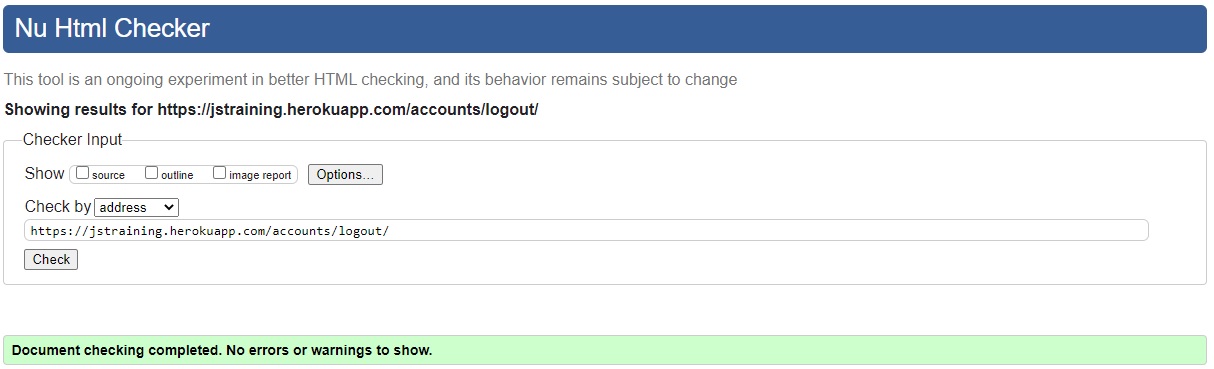 Nu Html Checker
This tool is an ongoing experiment in better HTML checking, and its behavior remains subject to change
Showing results for https://jstraining.herokuapp.com/accounts/logout/
Checker Input
Show source outline image report Options...
Check by address
https://jstraining.herokuapp.com/accounts/logout/
Check
Document checking completed. No errors or warnings to show.